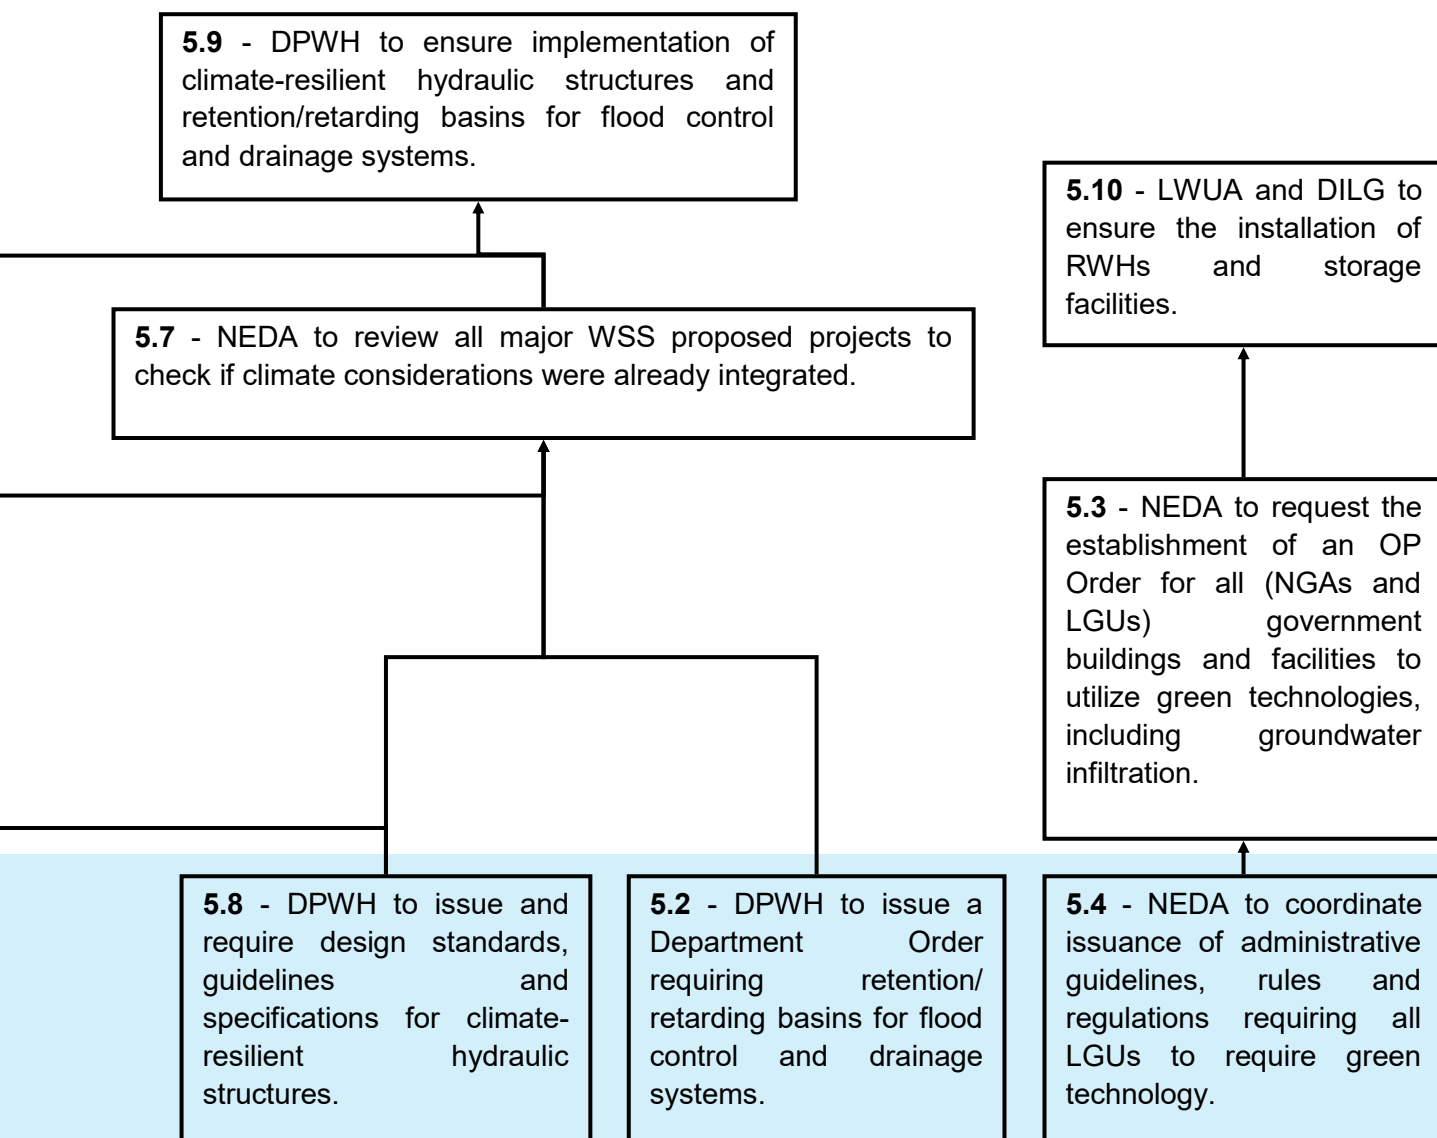 5.9 - DPWH to ensure implementation of
climate-resilient hydraulic structures and
retention/retarding basins for flood control
and drainage systems.
5.10 - LWUA and DILG to
ensure the installation of
RWHs and storage
facilities.
5.7 - NEDA to review all major WSS proposed projects to
check if climate considerations were already integrated.
5.3 - NEDA to request the
establishment of an OP
Order for all (NGAs and
LGUs) government
buildings and facilities to
utilize green technologies,
including groundwater
infiltration.
5.8 - DPWH to issue and
require design standards,
guidelines and
specifications for climate-
resilient hydraulic
structures.
5.2 - DPWH to issue a
Department Order
requiring retention/
retarding basins for flood
control and drainage
systems.
5.4 - NEDA to coordinate
issuance of administrative
guidelines, rules and
regulations requiring all
LGUs to require green
technology.